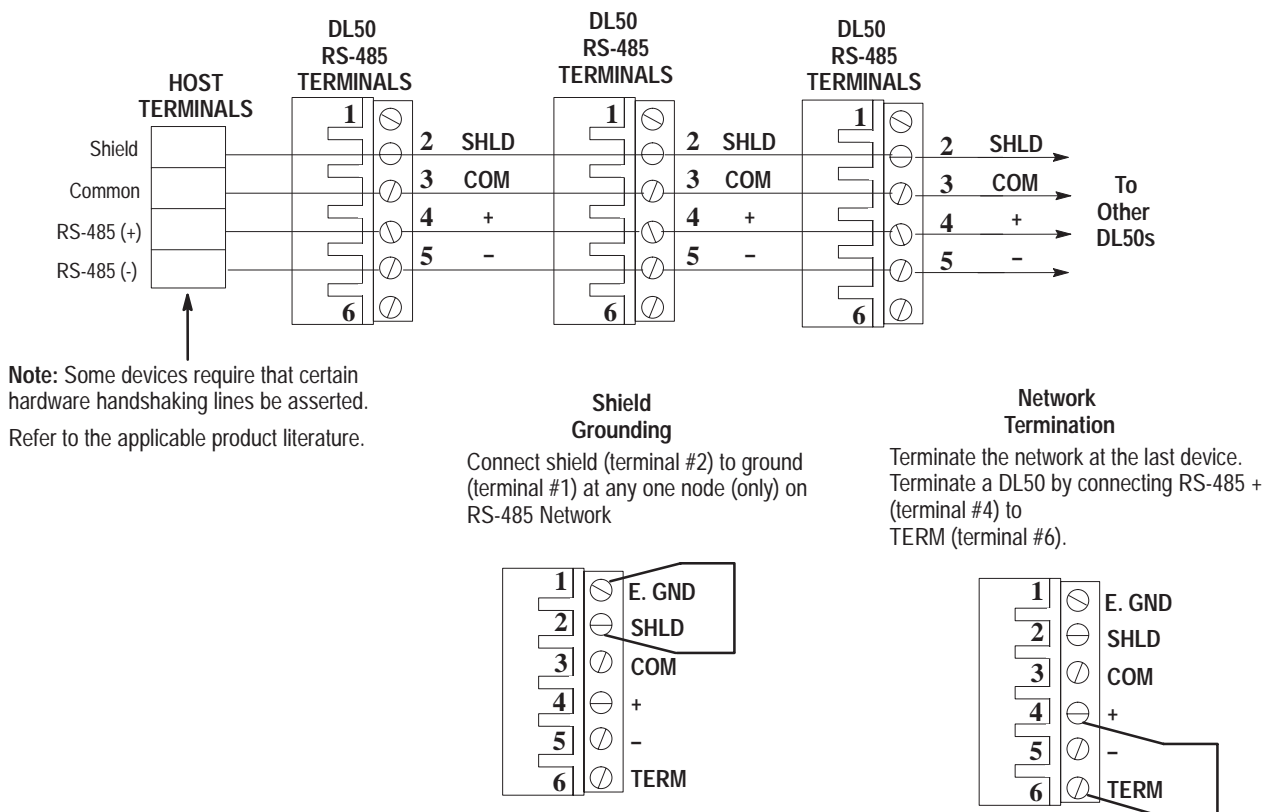 DL50
RS-485
TERMINALS
DL50
RS-485
TERMINALS
DL50
RS-485
TERMINALS
HOST
TERMINALS
Shield
Common
RS-485 (+)
RS-485 (-)
1
2 SHLD
3 COM
4 +
5 –
6
1
2 SHLD
3 COM
4 +
5 –
6
1
2 SHLD
3 COM
4 +
5 –
6
To
Other
DL50s
Note: Some devices require that certain
hardware handshaking lines be asserted.
Refer to the applicable product literature.
Shield
Grounding
Connect shield (terminal #2) to ground
(terminal #1) at any one node (only) on
RS-485 Network
1 E. GND
2 SHLD
3 COM
4 +
5 –
6 TERM
Network
Termination
Terminate the network at the last device.
Terminate a DL50 by connecting RS-485 +
(terminal #4) to
TERM (terminal #6).
1 E. GND
2 SHLD
3 COM
4 +
5 –
6 TERM